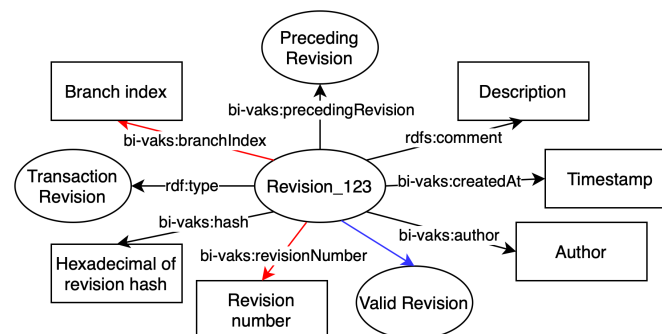 Preceding
Revision
Branch index
Description
bi-vaks:precedingRevision
bi-vaks:branchIndex
rdfs:comment
Transaction
Revision
rdf:type
Revision_123
bi-vaks:createdAt
Timestamp
bi-vaks:hash
bi-vaks:author
Hexadecimal of
revision hash
bi-vaks:revisionNumber
Author
Revision
number
Valid Revision